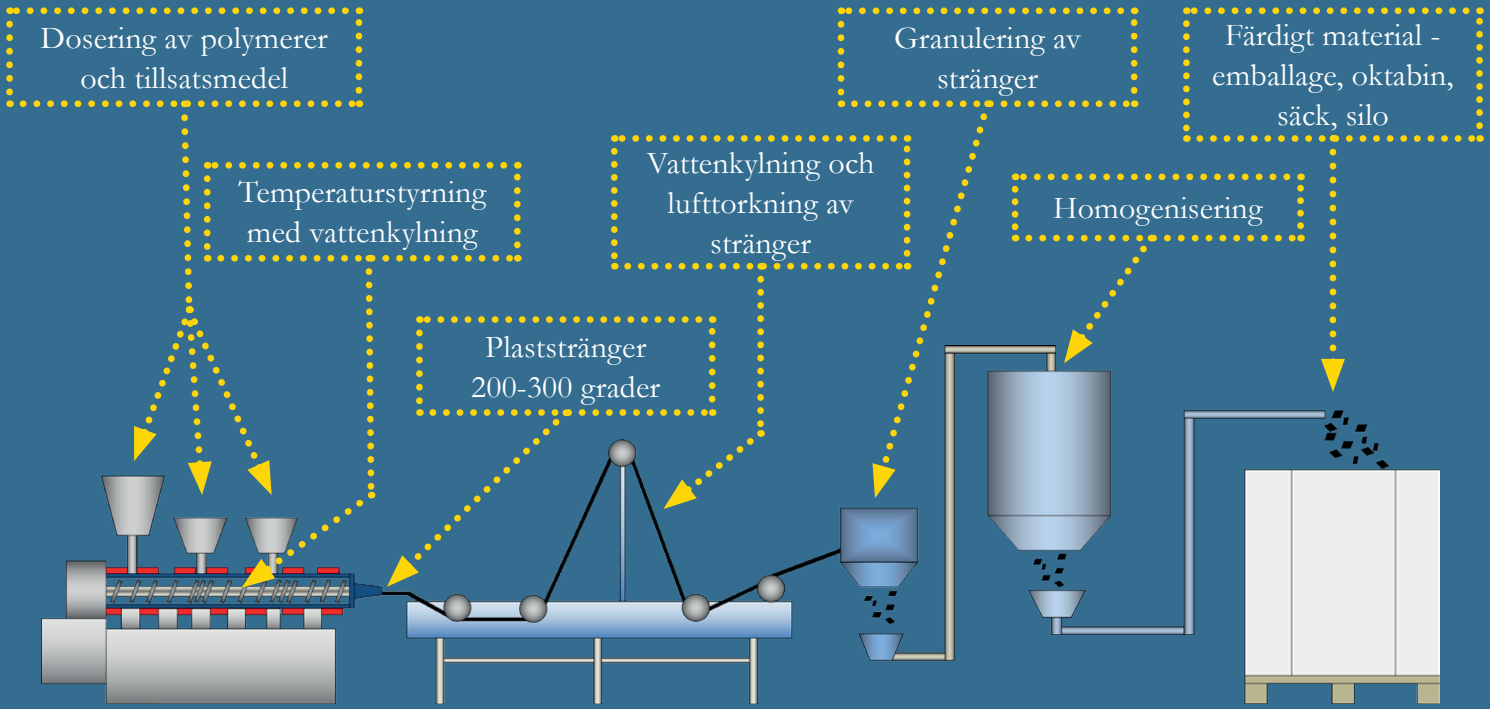 Dosering av polymerer
och tillsatsmedel
Temperaturstyrning
med vattenkylning
Plaststränger
200-300 grader
Vattenkylning och
lufttorkning av
stränger
Granulering av
stränger
Homogenisering
Färdigt material -
emballage, oktabin,
säck, silo